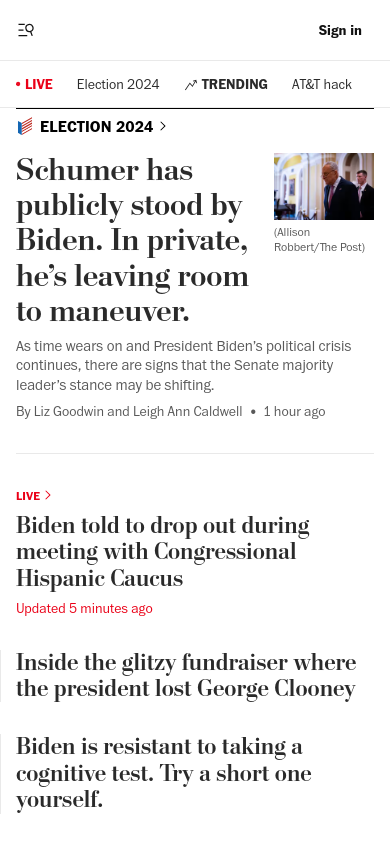 Sign in
LIVE
Election 2024
TRENDING
AT&T hack
ELECTION 2024
Schumer has
publicly stood by
Biden. In private,
he’s leaving room
to maneuver.
(Allison
Robbert/The Post)
As time wears on and President Biden’s political crisis
continues, there are signs that the Senate majority
leader’s stance may be shifting.
By Liz Goodwin and Leigh Ann Caldwell • 1 hour ago
LIVE
Biden told to drop out during
meeting with Congressional
Hispanic Caucus
Updated 5 minutes ago
Inside the glitzy fundraiser where
the president lost George Clooney
Biden is resistant to taking a
cognitive test. Try a short one
yourself.